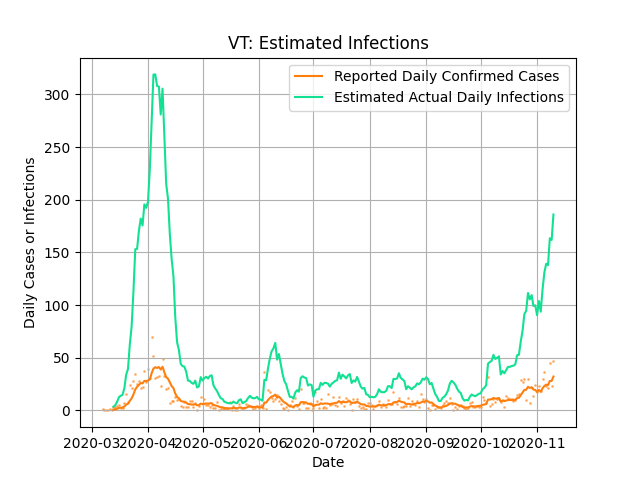 VT: Estimated Infections
Reported Daily Confirmed Cases
Estimated Actual Daily Infections
Daily Cases or Infections
300
250
200
150
100
50
0
2020-03 2020-04 2020-05 2020-06 2020-07 2020-08 2020-09 2020-10 2020-11
Date